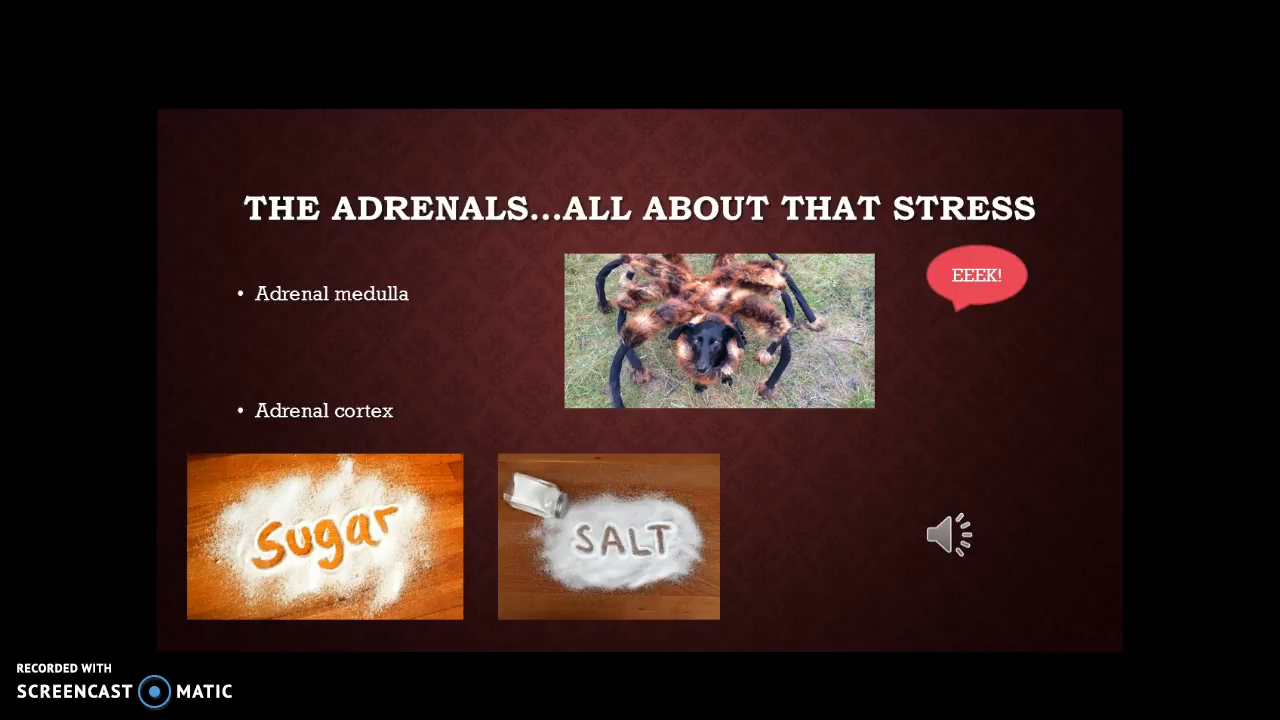 THE ADRENALS...ALL ABOUT THAT STRESS
EEEK!
• Adrenal medulla
• Adrenal cortex
Sugar
SALT
RECORDED WITH
SCREENCAST MATIC